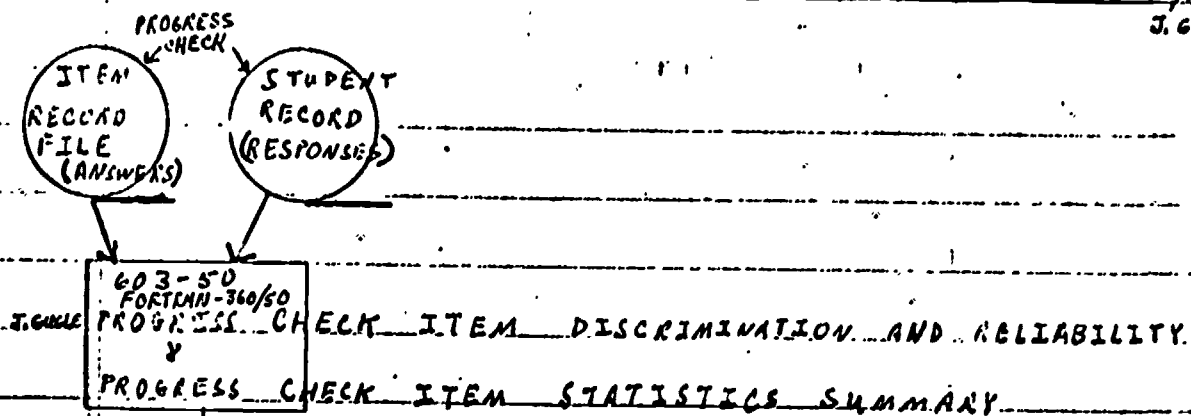 J. G
PROGRESS
CHECK
ITEM
RECORD
FILE
(ANSWERS)
STUDENT
RECORD
(RESPONSES)
603-50
FORTRAN-360/50
PROGRESS CHECK ITEM DISCRIMINATION AND RELIABILITY
&
PROGRESS CHECK ITEM STATISTICS SUMMARY